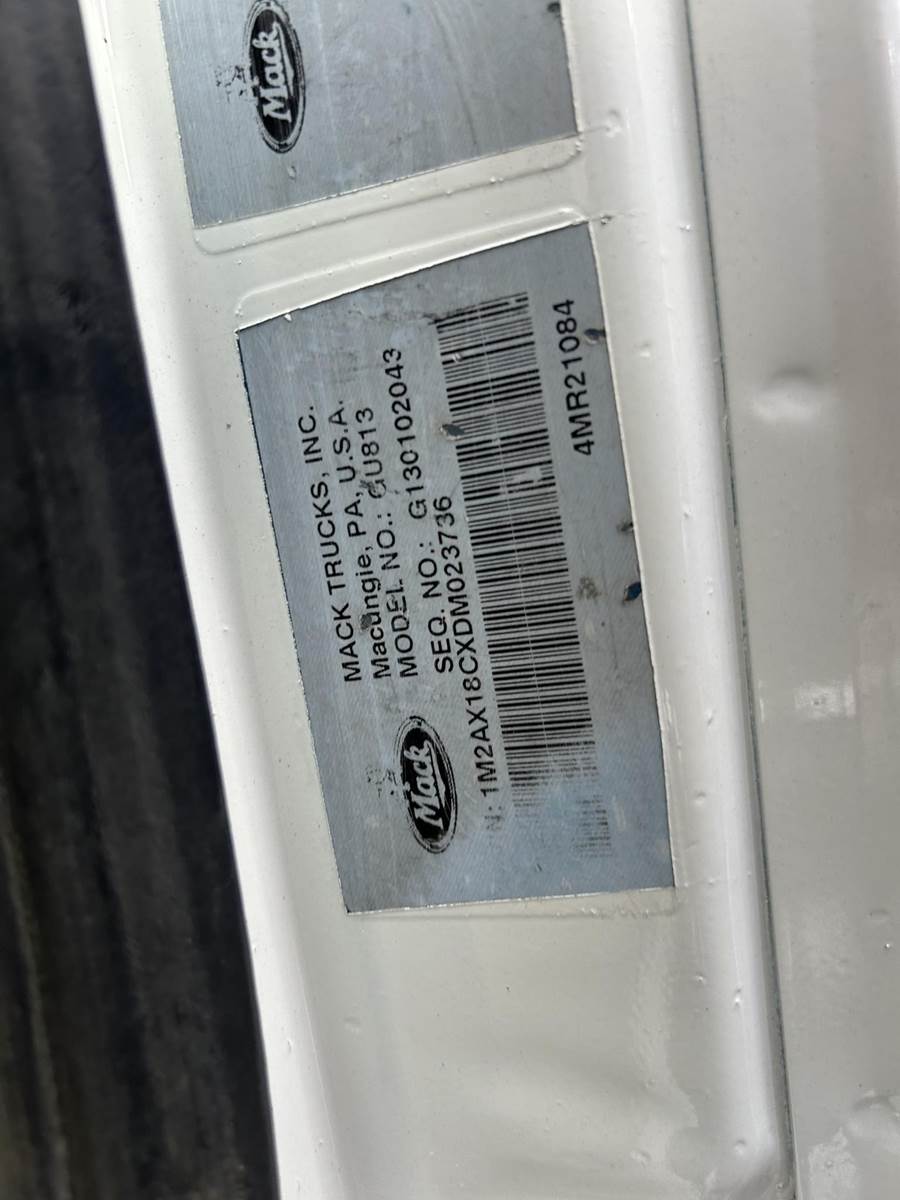 Mack
MACK TRUCKS, INC.
Macungie, PA, U.S.A.
MODEL NO.: GU813
SEQ. NO.: G130102043
Mack
N: 1M2AX18CXDM023736
4MR21084